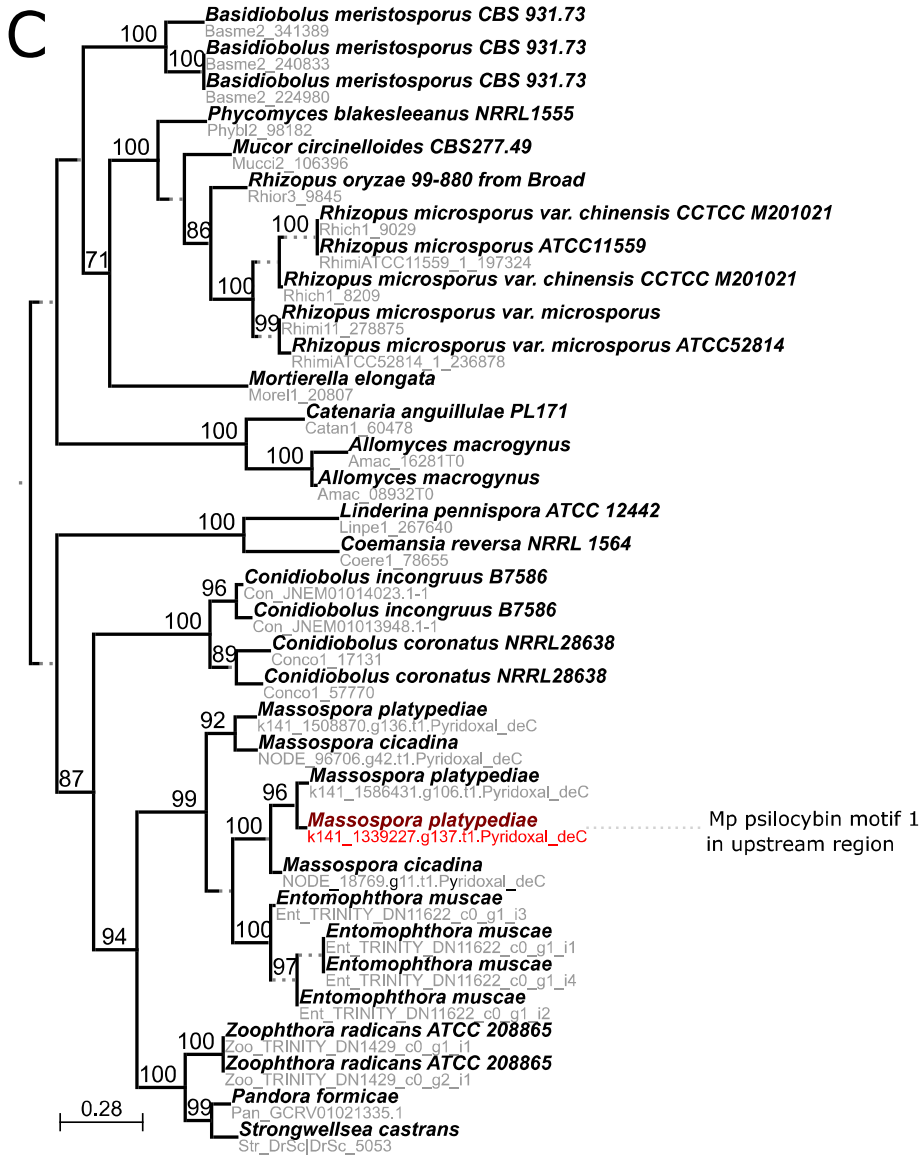 C
Basidiobolus meristosporus CBS 931.73
Basme2_341389
100
Basidiobolus meristosporus CBS 931.73
Basme2_240833
100
Basidiobolus meristosporus CBS 931.73
Basme2_224980
Phycomyces blakesleeanus NRRL1555
Phybl2_98182
100
Mucor circinelloides CBS277.49
Mucci2_106396
Rhizopus oryzae 99-880 from Broad
Rhior3_9845
86
Rhizopus microsporus var. chinensis CCTCC M201021
Rhich1_9029
100
Rhizopus microsporus ATCC11559
RhimiATCC11559_1_197324
71
Rhizopus microsporus var. chinensis CCTCC M201021
Rhich1_8209
100
Rhizopus microsporus var. microsporus
Rhimi11_278875
99
Rhizopus microsporus var. microsporus ATCC52814
RhimiATCC52814_1_236878
Mortierella elongata
Morel1_20807
Catenaria anguillulae PL171
Catan1_60478
100
Allomyces macrogynus
Amac_16281T0
100
Allomyces macrogynus
Amac_08932T0
Linderina pennispora ATCC 12442
Linpe1_267640
100
Coemansia reversa NRRL 1564
Coere1_78655
Conidiobolus incongruus B7586
Con_JNEM01014023.1-1
96
Conidiobolus incongruus B7586
Con_JNEM01013948.1-1
100
Conidiobolus coronatus NRRL28638
Conco1_17131
89
Conidiobolus coronatus NRRL28638
Conco1_57770
Massospora platypediae
k141_1508870.g136.t1.Pyridoxal_deC
92
Massospora cicadina
NODE_96706.g42.t1.Pyridoxal_deC
87
Massospora platypediae
k141_1586431.g106.t1.Pyridoxal_deC
96
99
Massospora platypediae
k141_1339227.g137.t1.Pyridoxal_deC
Mp psilocybin motif 1
in upstream region
100
Massospora cicadina
NODE_18769.g11.t1.Pyridoxal_deC
Entomophthora muscae
Ent_TRINITY_DN11622_c0_g1_i3
100
Entomophthora muscae
Ent_TRINITY_DN11622_c0_g1_i1
94
Entomophthora muscae
Ent_TRINITY_DN11622_c0_g1_i4
97
Entomophthora muscae
Ent_TRINITY_DN11622_c0_g1_i2
Zoophthora radicans ATCC 208865
Zoo_TRINITY_DN1429_c0_g1_i1
100
Zoophthora radicans ATCC 208865
Zoo_TRINITY_DN1429_c0_g2_i1
100
Pandora formicae
Pan_GCRV01021335.1
99
Strongwellsea castrans
Str_DrSc|DrSc_5053
0.28